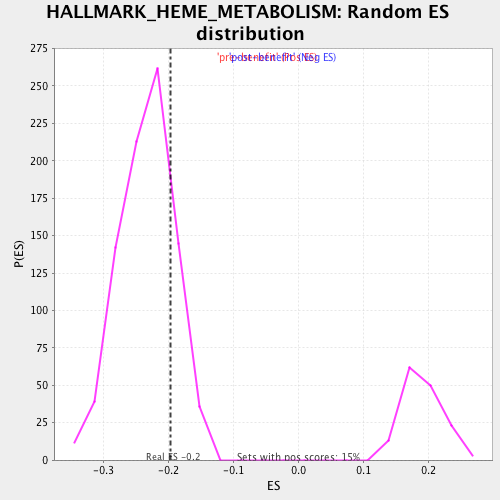 HALLMARK_HEME_METABOLISM: Random ES
distribution
275
250
225
200
175
150
125
100
75
50
25
0
P(ES)
(Neg ES)
Real ES -0.2
Sets with pos scores: 15%
-0.3
-0.2
-0.1
0.0
0.1
0.2
ES